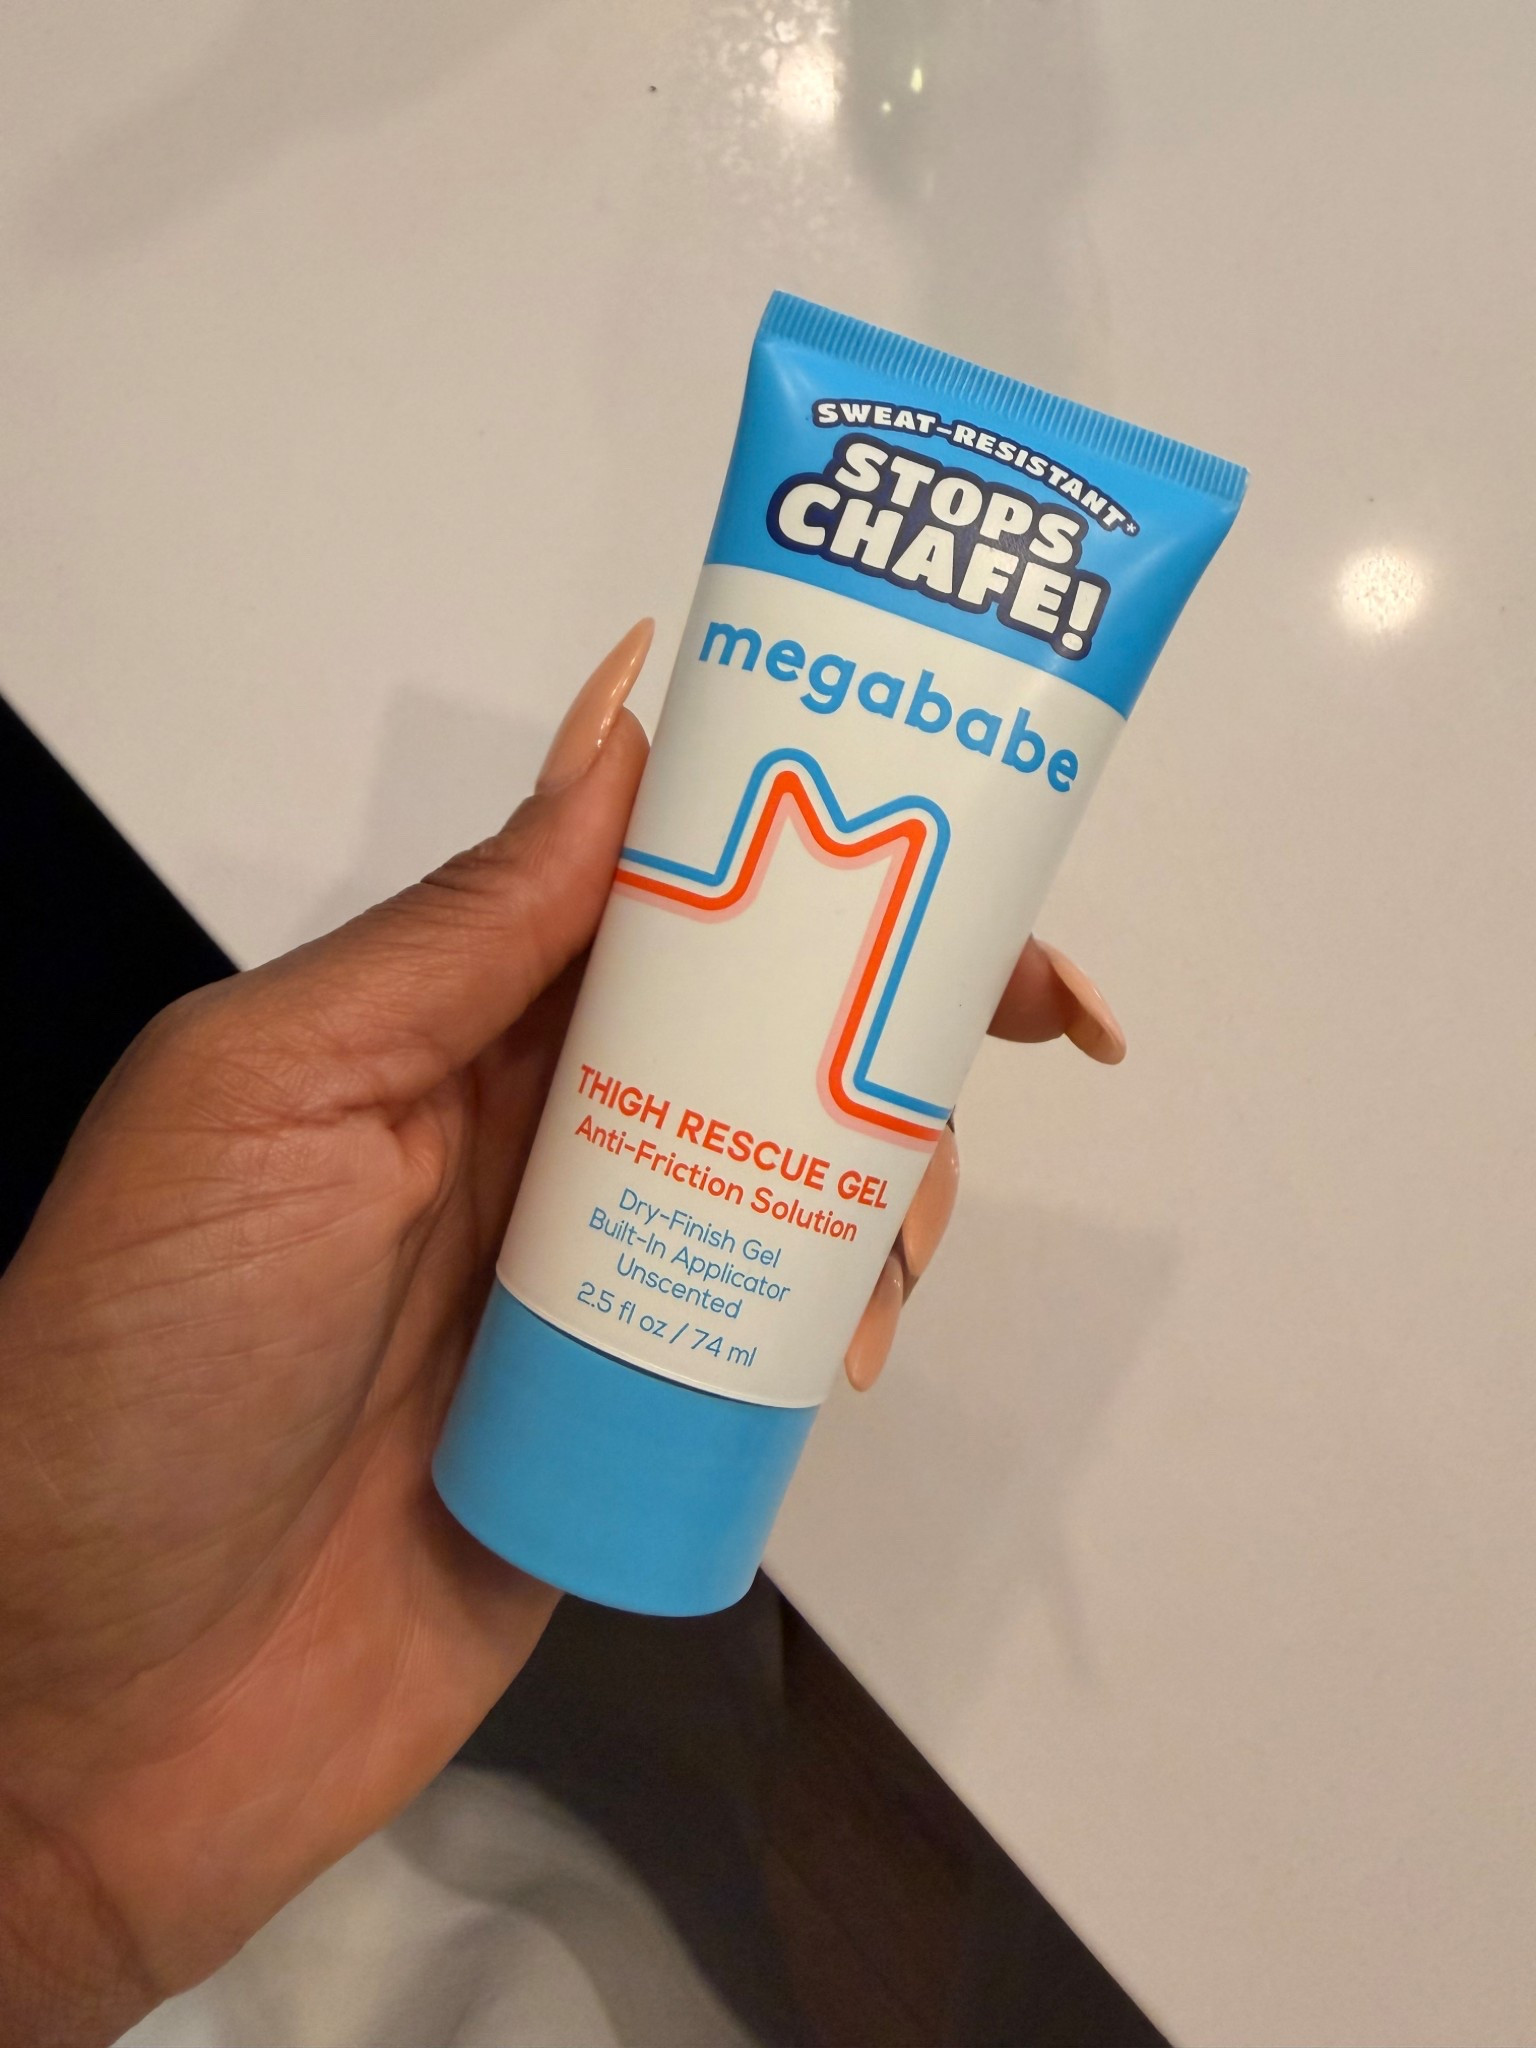 SWEAT-RESISTANT*
STOPS
CHAFE!
megababe
THIGH RESCUE GEL
Anti-Friction Solution
Dry-Finish Gel
Built-In Applicator
Unscented
2.5 fl oz / 74 ml